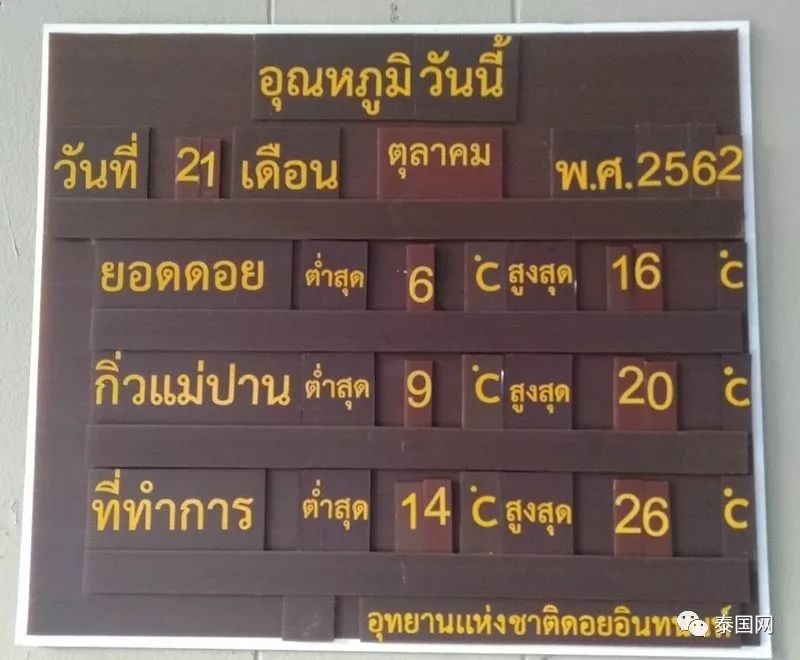 อุณหภูมิ วันนี้
วันที่ 21 เดือน ตุลาคม พ.ศ.2562
ยอดดอย ต่ำสุด 6 °C สูงสุด 16 °C
กิ่วแม่ปาน ต่ำสุด 9 °C สูงสุด 20 °C
ที่ทำการ ต่ำสุด 14 °C สูงสุด 26 °C
อุทยานแห่งชาติดอยอินทนนท์
泰国网